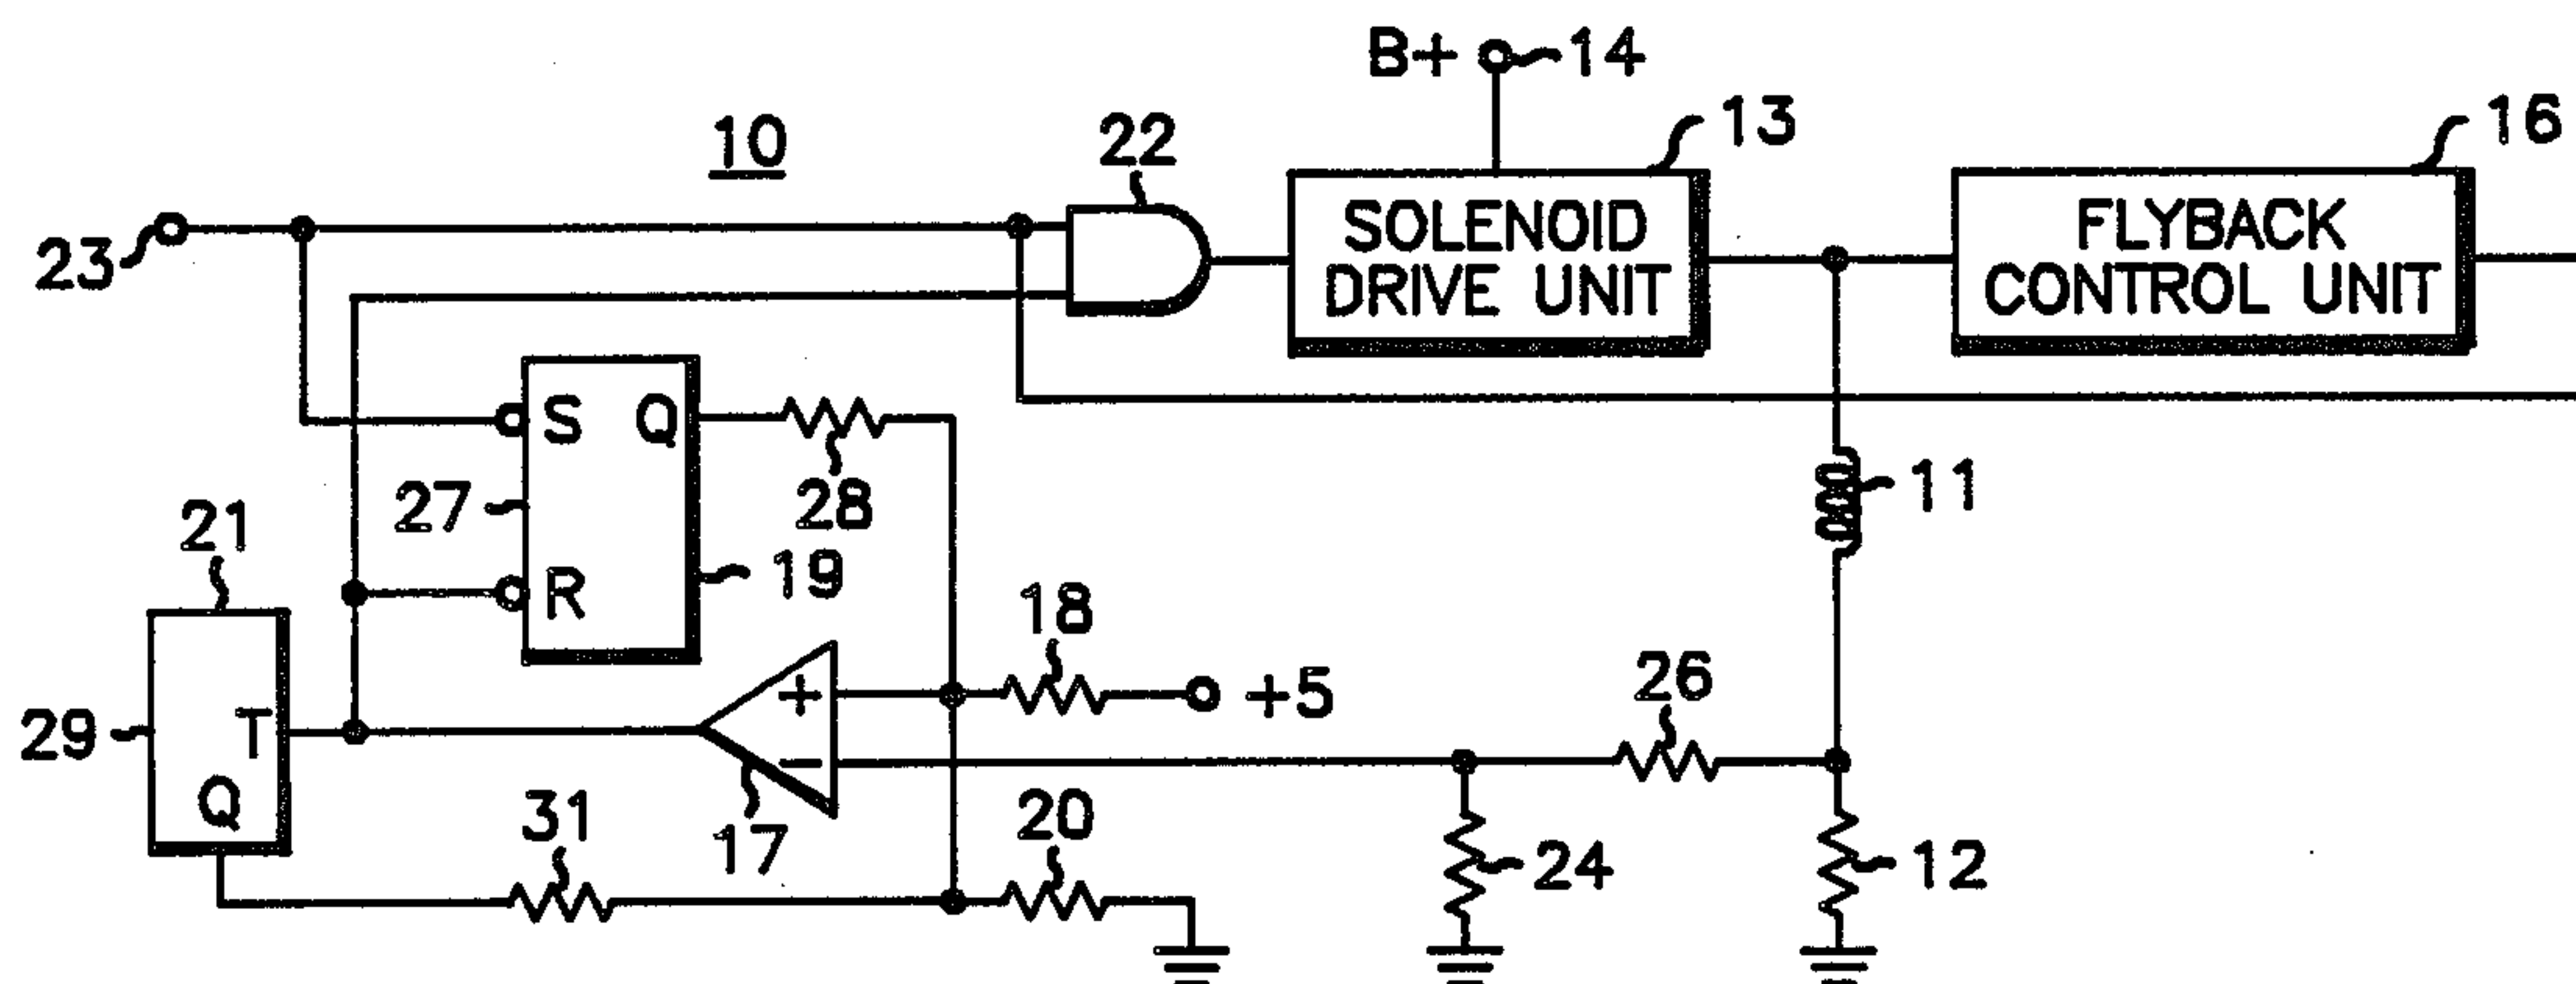 B+ 14
10
22
13
16
23
SOLENOID
DRIVE UNIT
FLYBACK
CONTROL UNIT
S Q
27
28
11
21
R
19
18
+
+5
26
29
T
-
Q
31
17
20
24
12